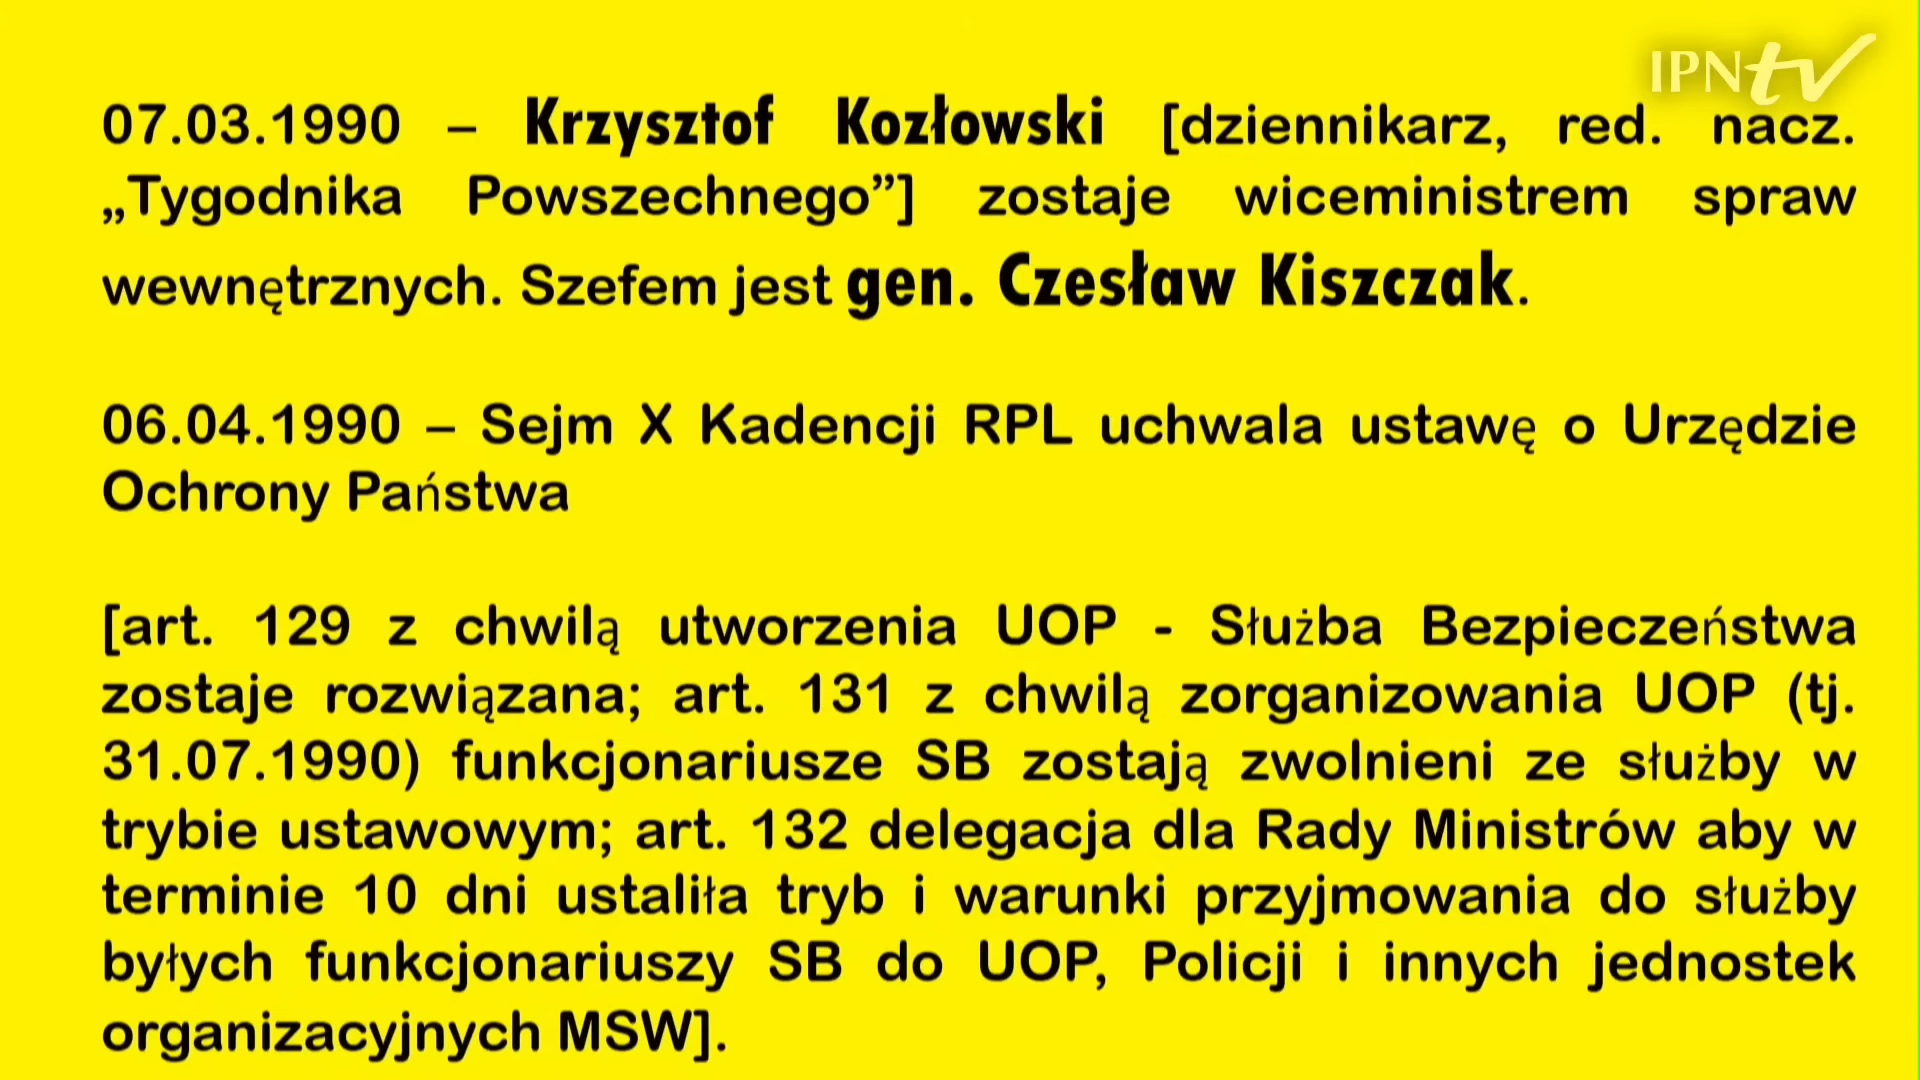 IPNtv
07.03.1990 – Krzysztof Kozłowski [dziennikarz, red. nacz.
„Tygodnika Powszechnego”] zostaje wiceministrem spraw
wewnętrznych. Szefem jest gen. Czesław Kiszczak.
06.04.1990 – Sejm X Kadencji RPL uchwala ustawę o Urzędzie
Ochrony Państwa
[art. 129 z chwilą utworzenia UOP - Służba Bezpieczeństwa
zostaje rozwiązana; art. 131 z chwilą zorganizowania UOP (tj.
31.07.1990) funkcjonariusze SB zostają zwolnieni ze służby w
trybie ustawowym; art. 132 delegacja dla Rady Ministrów aby w
terminie 10 dni ustaliła tryb i warunki przyjmowania do służby
byłych funkcjonariuszy SB do UOP, Policji i innych jednostek
organizacyjnych MSW].